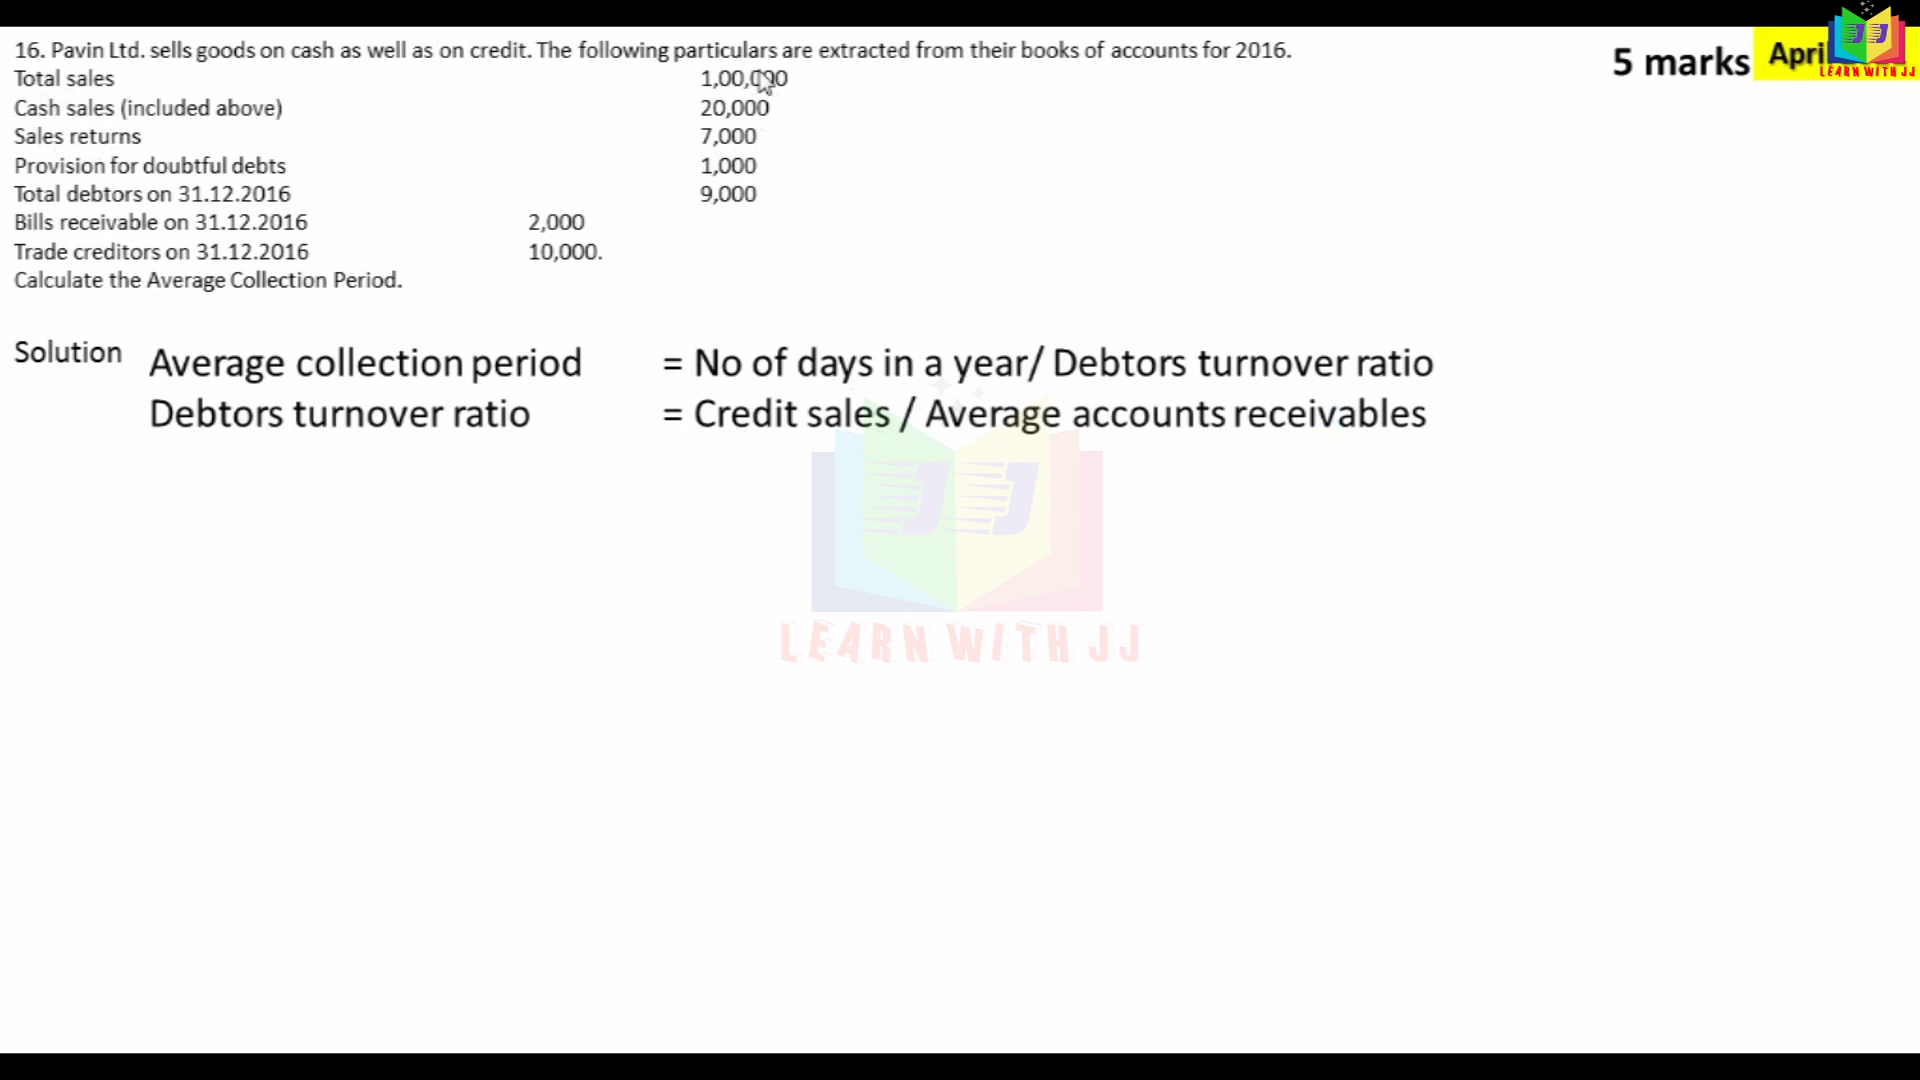 16. Pavin Ltd. sells goods on cash as well as on credit. The following particulars are extracted from their books of accounts for 2016.
5 marks
Total sales 1,00,000
Cash sales (included above) 20,000
Sales returns 7,000
Provision for doubtful debts 1,000
Total debtors on 31.12.2016 9,000
Bills receivable on 31.12.2016 2,000
Trade creditors on 31.12.2016 10,000.
Calculate the Average Collection Period.
Solution
Average collection period = No of days in a year/ Debtors turnover ratio
Debtors turnover ratio = Credit sales / Average accounts receivables
JJ
LEARN WITH JJ
JJ
LEARN WITH JJ